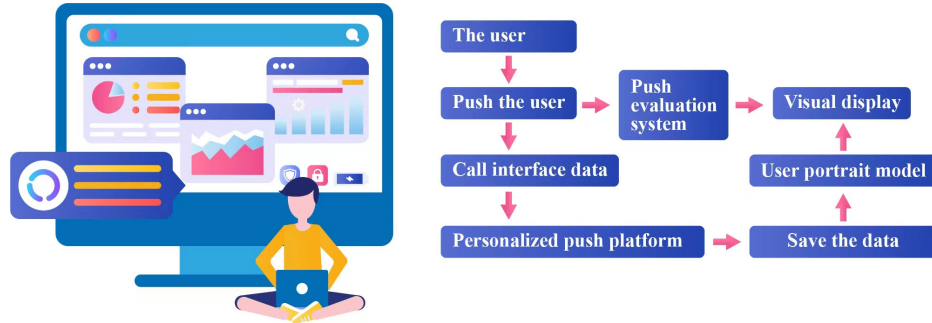 The user
Push the user
Push
evaluation
system
Visual display
Call interface data
User portrait model
Personalized push platform
Save the data